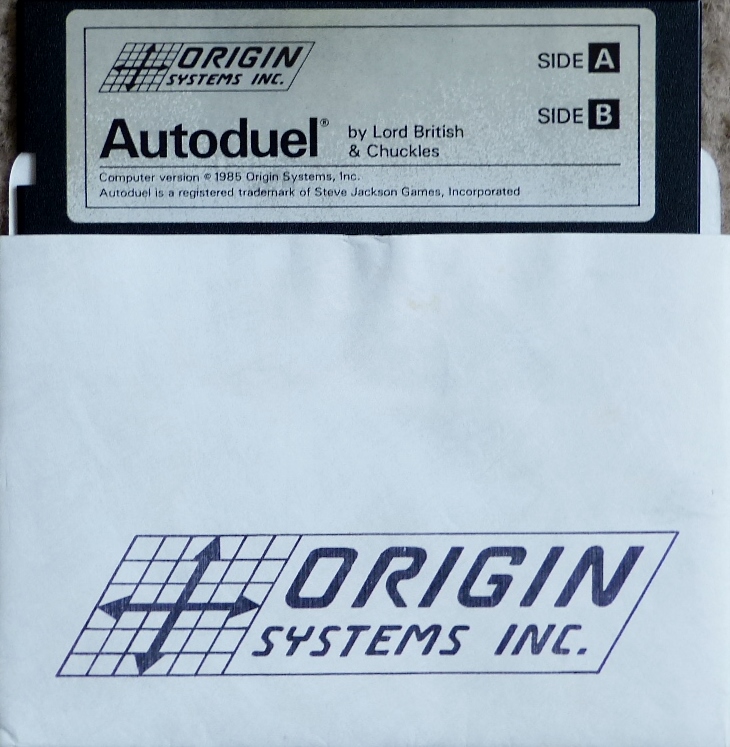 ORIGIN
SYSTEMS INC.
SIDE A
SIDE B
Autoduel® by Lord British
& Chuckles
Computer version © 1985 Origin Systems, Inc.
Autoduel is a registered trademark of Steve Jackson Games, Incorporated
ORIGIN
SYSTEMS INC.